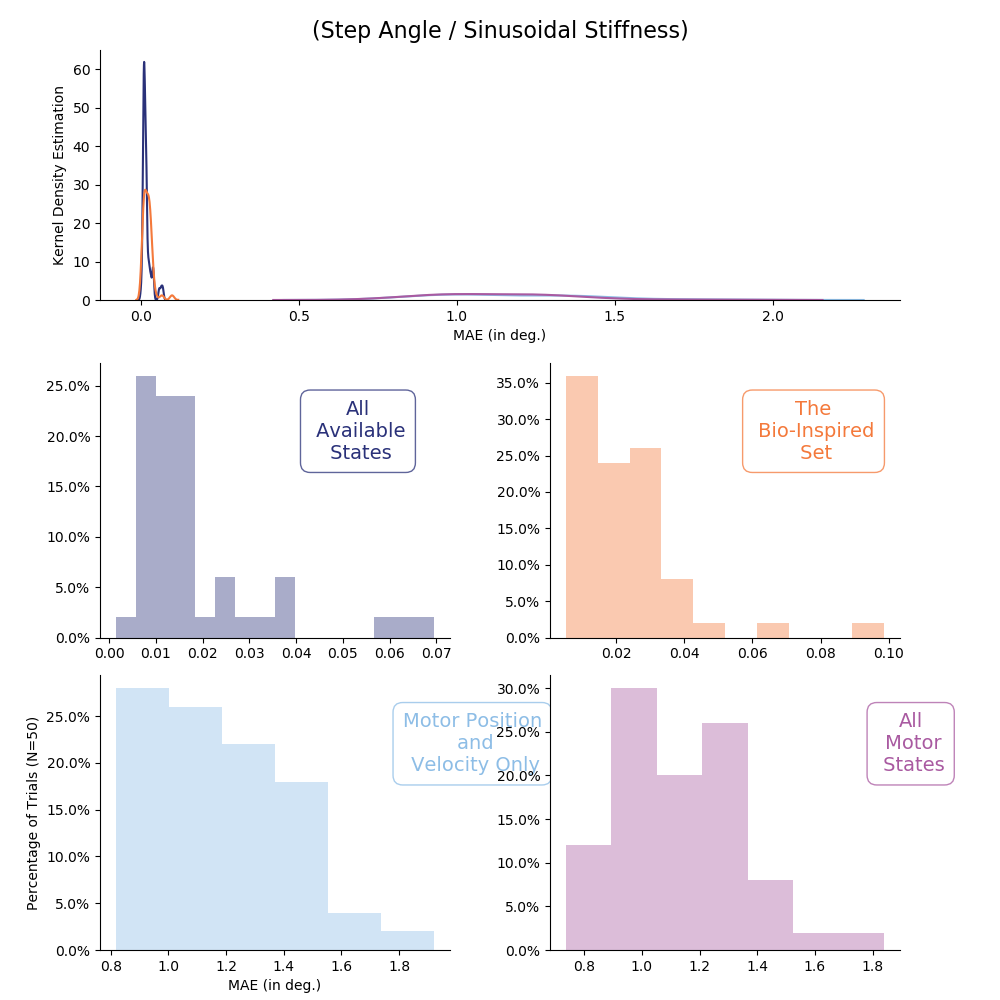 (Step Angle / Sinusoidal Stiffness)
Kernel Density Estimation
60
50
40
30
20
10
0
0.0 0.5 1.0 1.5 2.0
MAE (in deg.)
25.0%
20.0%
15.0%
10.0%
5.0%
0.0%
0.00 0.01 0.02 0.03 0.04 0.05 0.06 0.07
All
Available
States
35.0%
30.0%
25.0%
20.0%
15.0%
10.0%
5.0%
0.0%
0.02 0.04 0.06 0.08 0.10
The
Bio-Inspired
Set
Percentage of Trials (N=50)
25.0%
20.0%
15.0%
10.0%
5.0%
0.0%
0.8 1.0 1.2 1.4 1.6 1.8
MAE (in deg.)
Motor Position
and
Velocity Only
30.0%
25.0%
20.0%
15.0%
10.0%
5.0%
0.0%
0.8 1.0 1.2 1.4 1.6 1.8
All
Motor
States